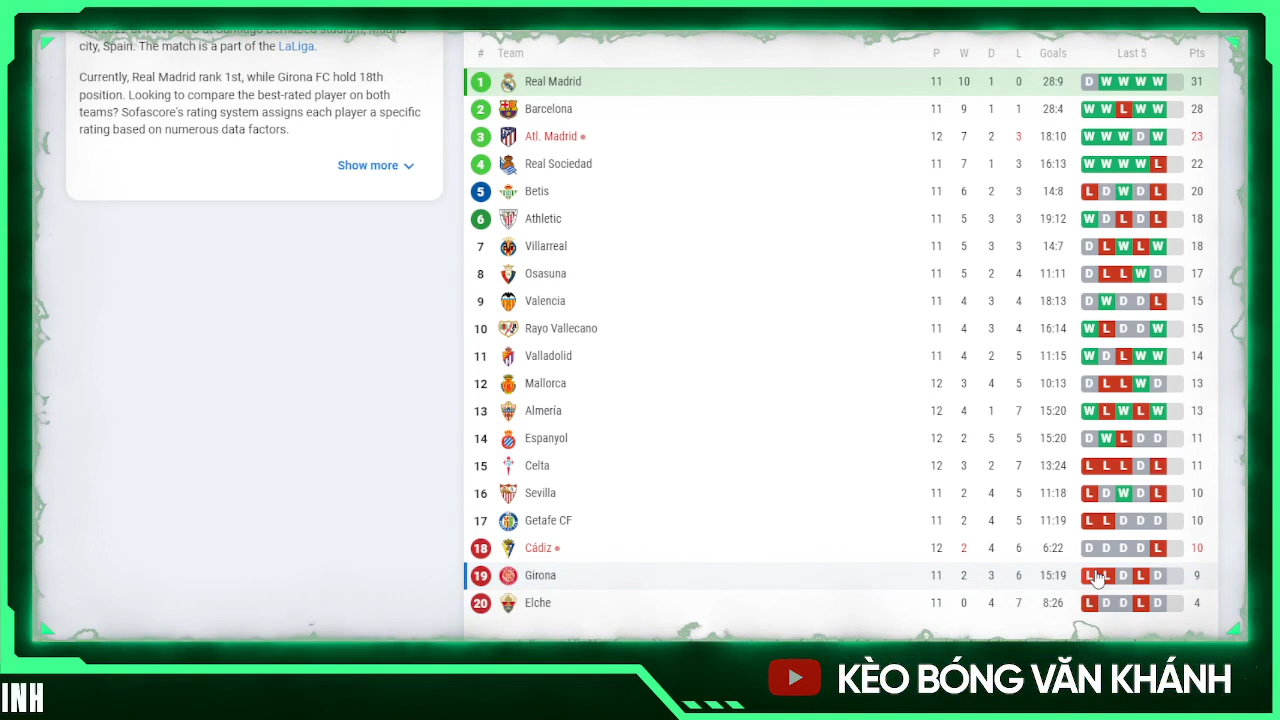 city, Spain. The match is a part of the LaLiga.
Currently, Real Madrid rank 1st, while Girona FC hold 18th
position. Looking to compare the best-rated player on both
teams? Sofascore's rating system assigns each player a specific
rating based on numerous data factors.
Show more
# Team P W D L Goals Last 5 Pts
1 Real Madrid 11 10 1 0 28:9 D W W W W 31
2 Barcelona 11 9 1 1 28:4 W W L W W 28
3 Atl. Madrid 12 7 2 3 18:10 W W W D W 23
4 Real Sociedad 11 7 1 3 16:13 W W W W L 22
5 Betis 11 6 2 3 14:8 L D W D L 20
6 Athletic 11 5 3 3 19:12 W D L D L 18
7 Villarreal 11 5 3 3 14:7 D L W L W 18
8 Osasuna 11 5 2 4 11:11 D L L W D 17
9 Valencia 11 4 3 4 18:13 D W D D L 15
10 Rayo Vallecano 11 4 3 4 16:14 W L D D W 15
11 Valladolid 11 4 2 5 11:15 W D L W W 14
12 Mallorca 12 3 4 5 10:13 D L L W D 13
13 Almería 12 4 1 7 15:20 W L W L W 13
14 Espanyol 12 2 5 5 15:20 D W L D D 11
15 Celta 12 3 2 7 13:24 L L L D L 11
16 Sevilla 11 2 4 5 11:18 L D W D L 10
17 Getafe CF 11 2 4 5 11:19 L L D D D 10
18 Cádiz 12 2 4 6 6:22 D D D D L 10
19 Girona 11 2 3 6 15:19 L L D L D 9
20 Elche 11 0 4 7 8:26 L D D L D 4
INH
KÈO BÓNG VĂN KHÁNH